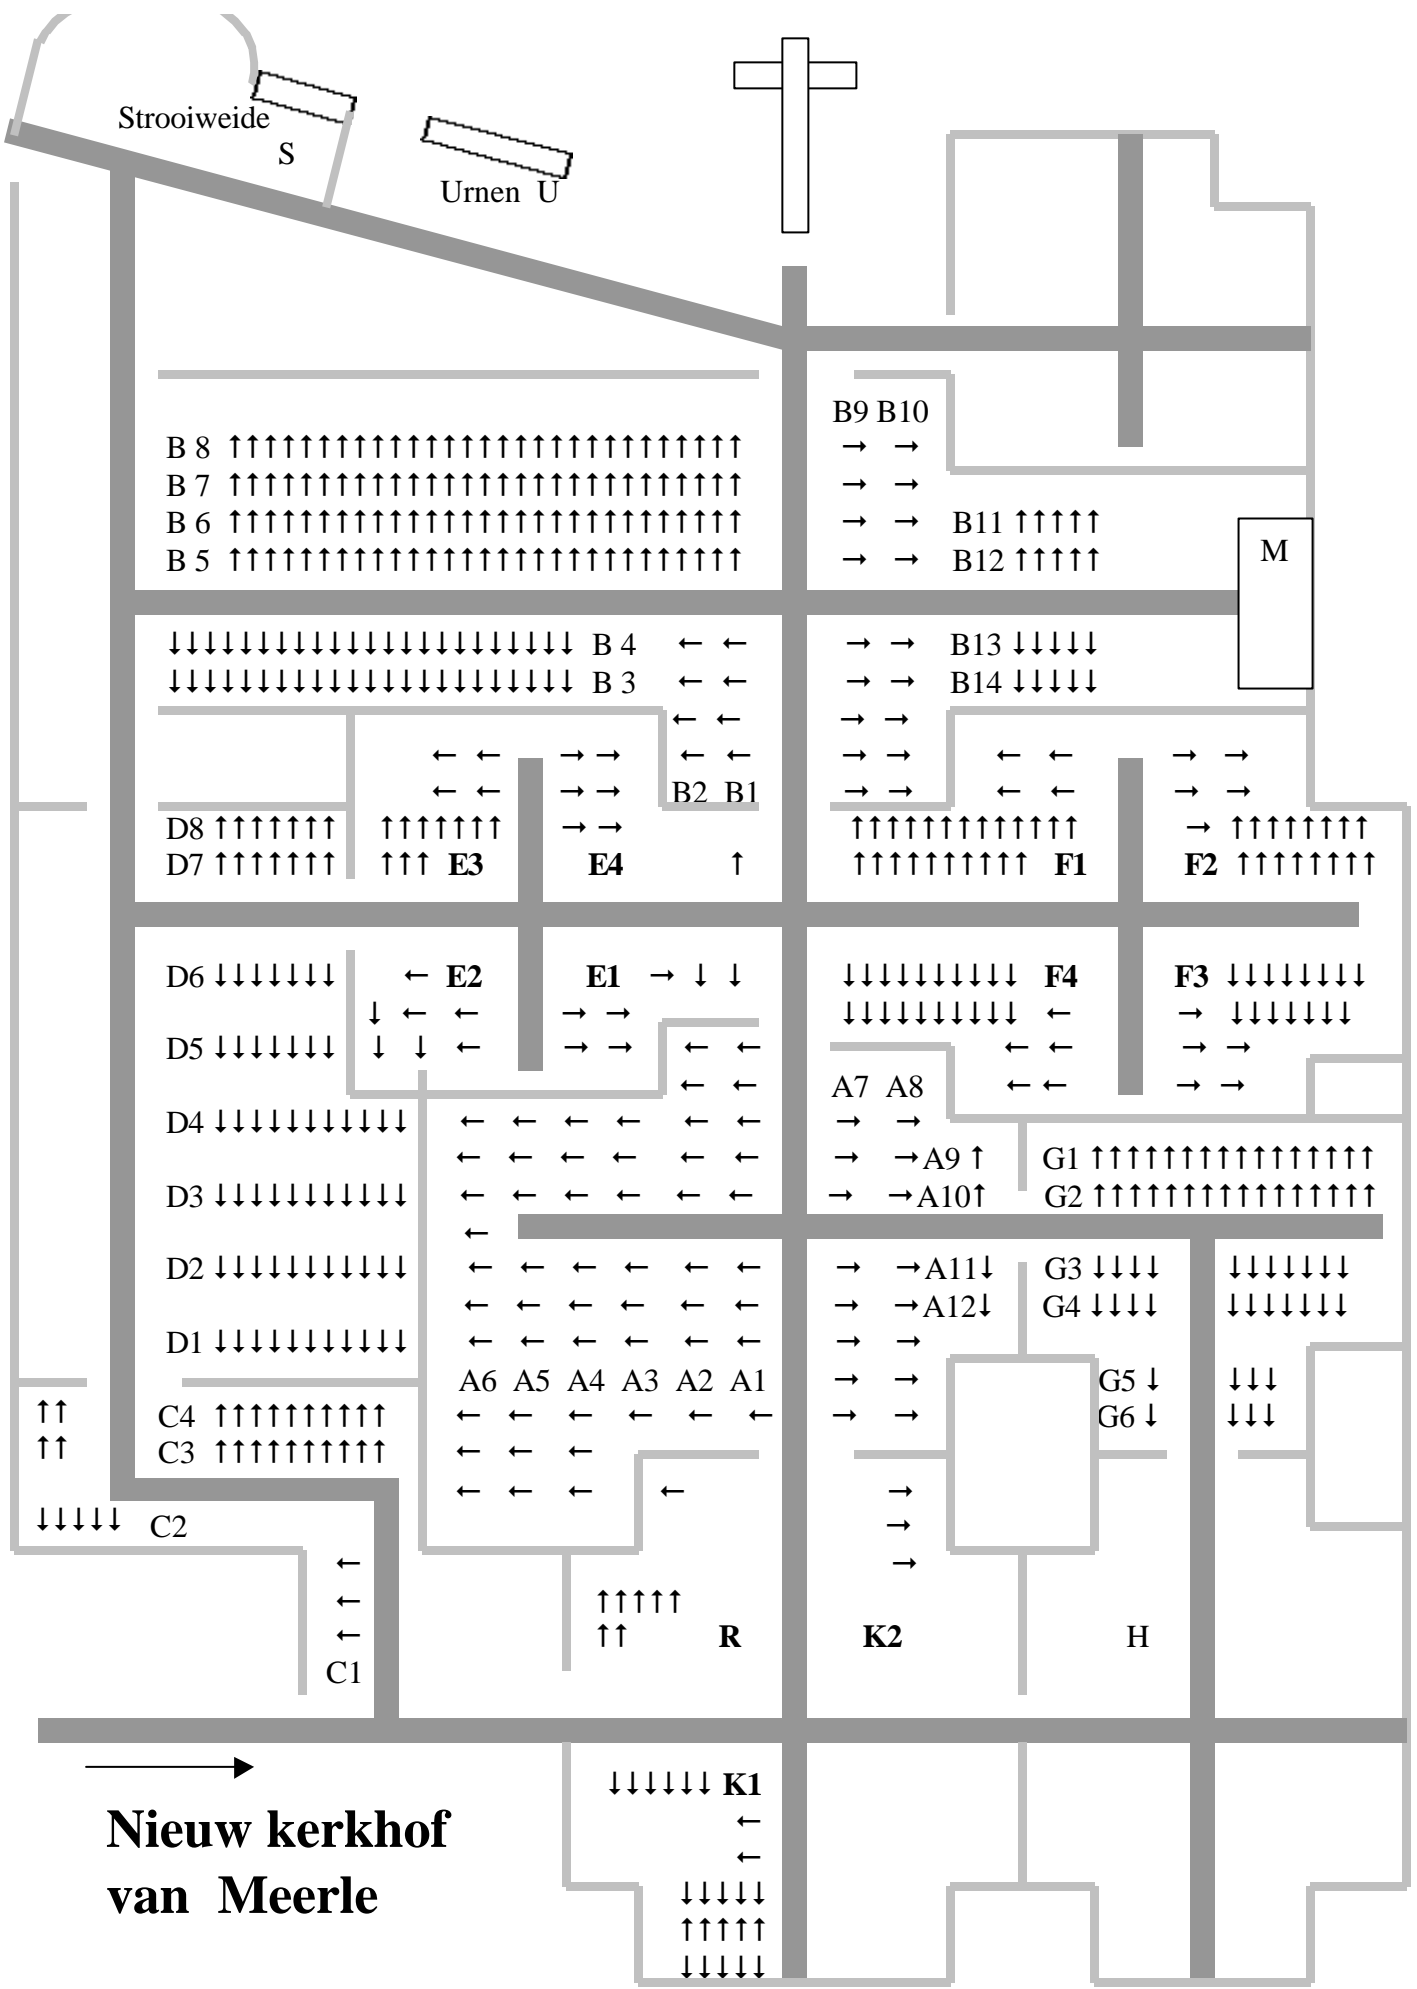 Strooiweide
S
Urnen U
B9 B10
B 8 ↑↑↑↑↑↑↑↑↑↑↑↑↑↑↑↑↑↑↑↑↑↑↑↑↑↑↑↑↑ → →
B 7 ↑↑↑↑↑↑↑↑↑↑↑↑↑↑↑↑↑↑↑↑↑↑↑↑↑↑↑↑↑ → →
B 6 ↑↑↑↑↑↑↑↑↑↑↑↑↑↑↑↑↑↑↑↑↑↑↑↑↑↑↑↑↑ → → B11 ↑↑↑↑↑
B 5 ↑↑↑↑↑↑↑↑↑↑↑↑↑↑↑↑↑↑↑↑↑↑↑↑↑↑↑↑↑ → → B12 ↑↑↑↑↑
M
↓↓↓↓↓↓↓↓↓↓↓↓↓↓↓↓↓↓↓↓↓↓↓ B 4 ← ← → → B13 ↓↓↓↓↓
↓↓↓↓↓↓↓↓↓↓↓↓↓↓↓↓↓↓↓↓↓↓↓ B 3 ← ← → → B14 ↓↓↓↓↓
← ← → →
← ← → → ← ← → → ← ← → →
← ← → → B2 B1 → → ← ← → →
D8 ↑↑↑↑↑↑↑ ↑↑↑↑↑↑↑ → → ↑↑↑↑↑↑↑↑↑↑↑↑↑ → ↑↑↑↑↑↑↑↑
D7 ↑↑↑↑↑↑↑ ↑↑↑ E3 E4 ↑ ↑↑↑↑↑↑↑↑↑↑ F1 F2 ↑↑↑↑↑↑↑↑
D6 ↓↓↓↓↓↓↓ ← E2 E1 → ↓ ↓ ↓↓↓↓↓↓↓↓↓↓ F4 F3 ↓↓↓↓↓↓↓↓
↓ ← ← → → ↓↓↓↓↓↓↓↓↓↓ ← → ↓↓↓↓↓↓↓
D5 ↓↓↓↓↓↓↓ ↓ ↓ ← → → ← ← ← ← → →
← ← A7 A8 ← ← → →
D4 ↓↓↓↓↓↓↓↓↓↓↓ ← ← ← ← ← ← → →
← ← ← ← ← ← → → A9 ↑ G1 ↑↑↑↑↑↑↑↑↑↑↑↑↑↑↑↑
D3 ↓↓↓↓↓↓↓↓↓↓↓ ← ← ← ← ← ← → → A10↑ G2 ↑↑↑↑↑↑↑↑↑↑↑↑↑↑↑↑
←
D2 ↓↓↓↓↓↓↓↓↓↓↓ ← ← ← ← ← ← → → A11↓ G3 ↓↓↓↓ ↓↓↓↓↓↓↓
← ← ← ← ← ← → → A12↓ G4 ↓↓↓↓ ↓↓↓↓↓↓↓
D1 ↓↓↓↓↓↓↓↓↓↓↓ ← ← ← ← ← ← → →
A6 A5 A4 A3 A2 A1 → → G5 ↓ ↓↓↓
↑↑ C4 ↑↑↑↑↑↑↑↑↑↑ ← ← ← ← ← ← → → G6 ↓ ↓↓↓
↑↑ C3 ↑↑↑↑↑↑↑↑↑↑ ← ← ←
← ← ← ← →
↓↓↓↓↓ C2 →
← →
← ↑↑↑↑↑
← ↑↑ R K2 H
C1
→
↓↓↓↓↓↓ K1
←
Nieuw kerkhof
←
van Meerle
↓↓↓↓↓
↑↑↑↑↑
↓↓↓↓↓